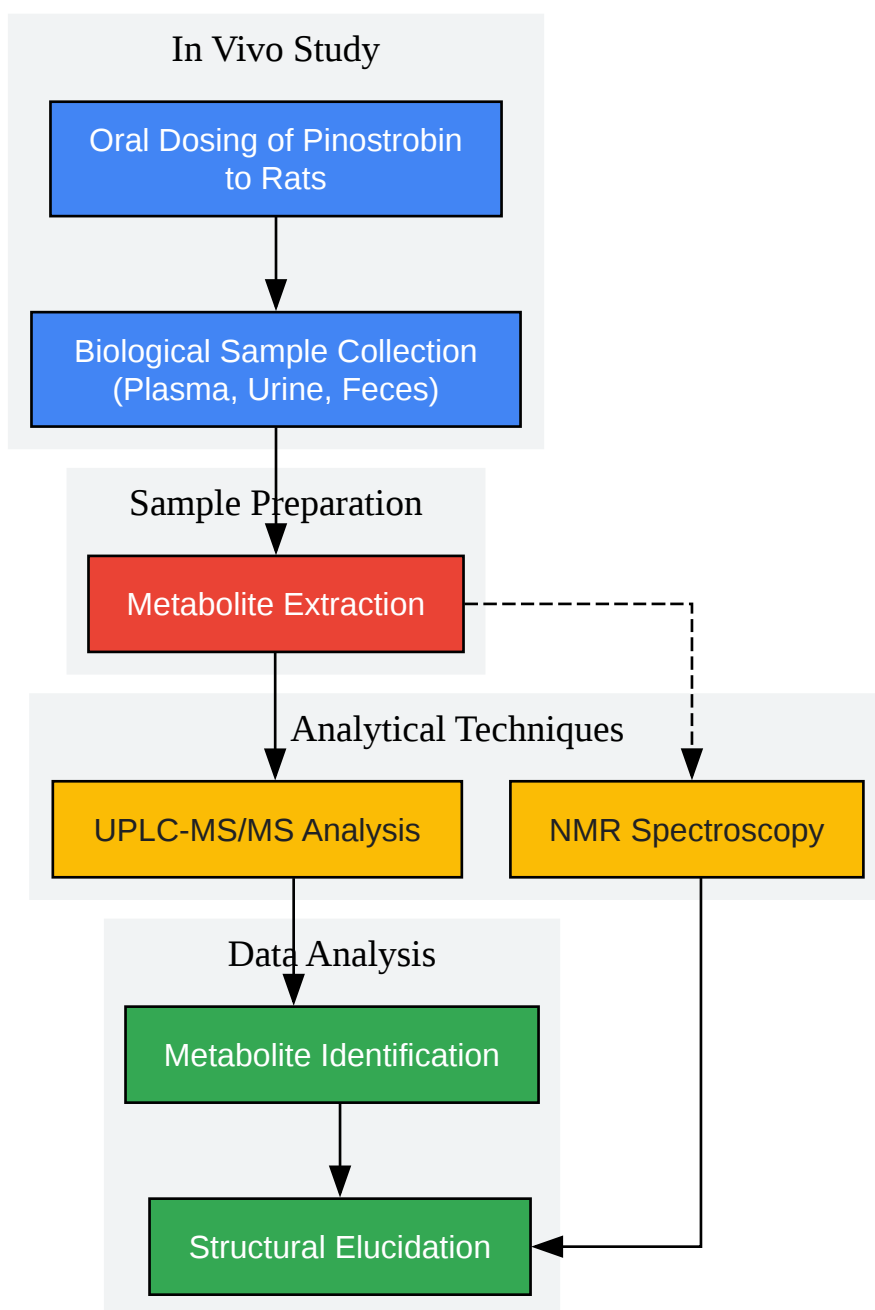 In Vivo Study
Oral Dosing of Pinostrobin
to Rats
Biological Sample Collection
(Plasma, Urine, Feces)
Sample Preparation
Metabolite Extraction
Analytical Techniques
UPLC-MS/MS Analysis
NMR Spectroscopy
Data Analysis
Metabolite Identification
Structural Elucidation